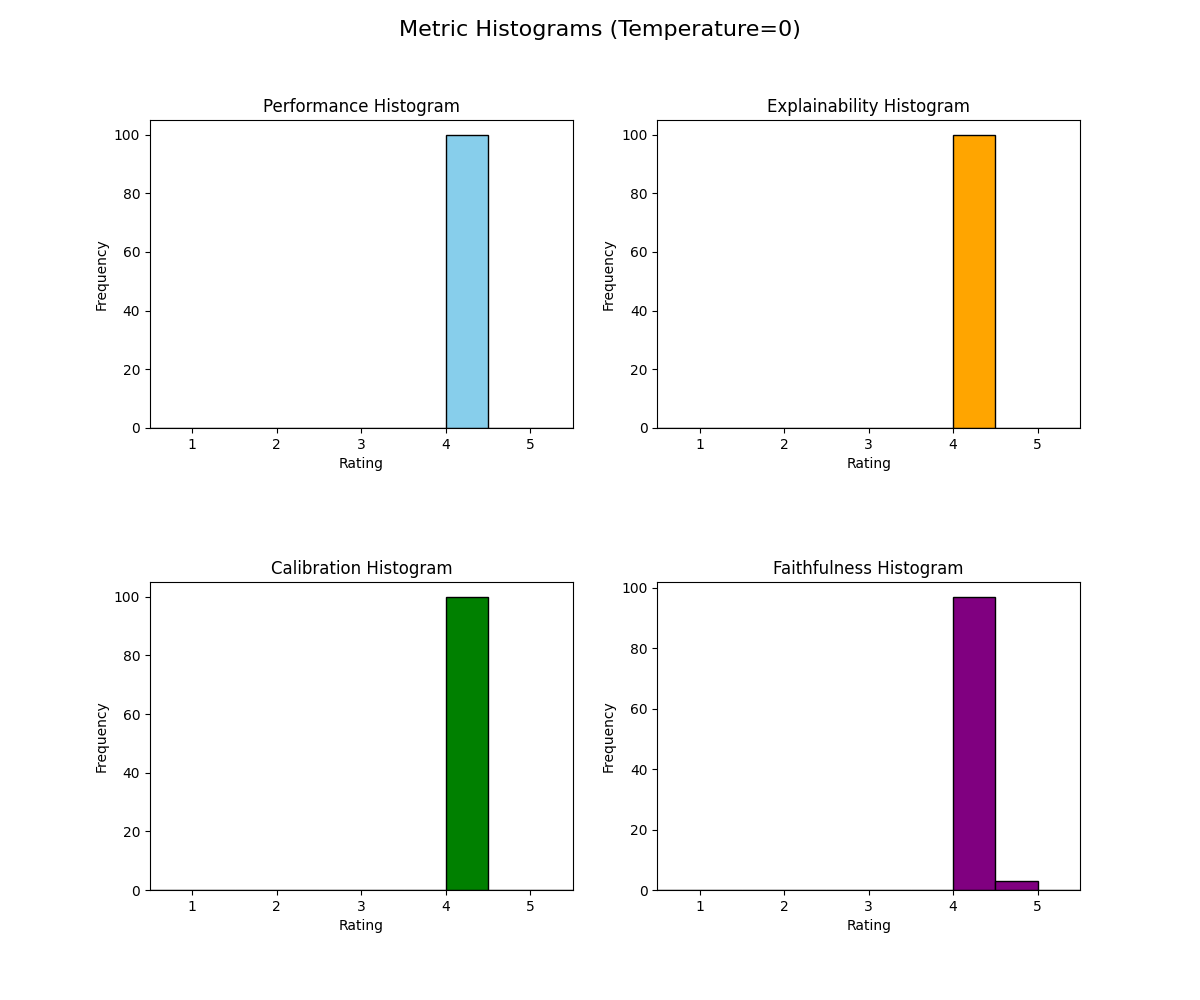 Metric Histograms (Temperature=0)
Performance Histogram
100
80
60
40
20
0
Frequency
1 2 3 4 5
Rating
Explainability Histogram
100
80
60
40
20
0
Frequency
1 2 3 4 5
Rating
Calibration Histogram
100
80
60
40
20
0
Frequency
1 2 3 4 5
Rating
Faithfulness Histogram
100
80
60
40
20
0
Frequency
1 2 3 4 5
Rating